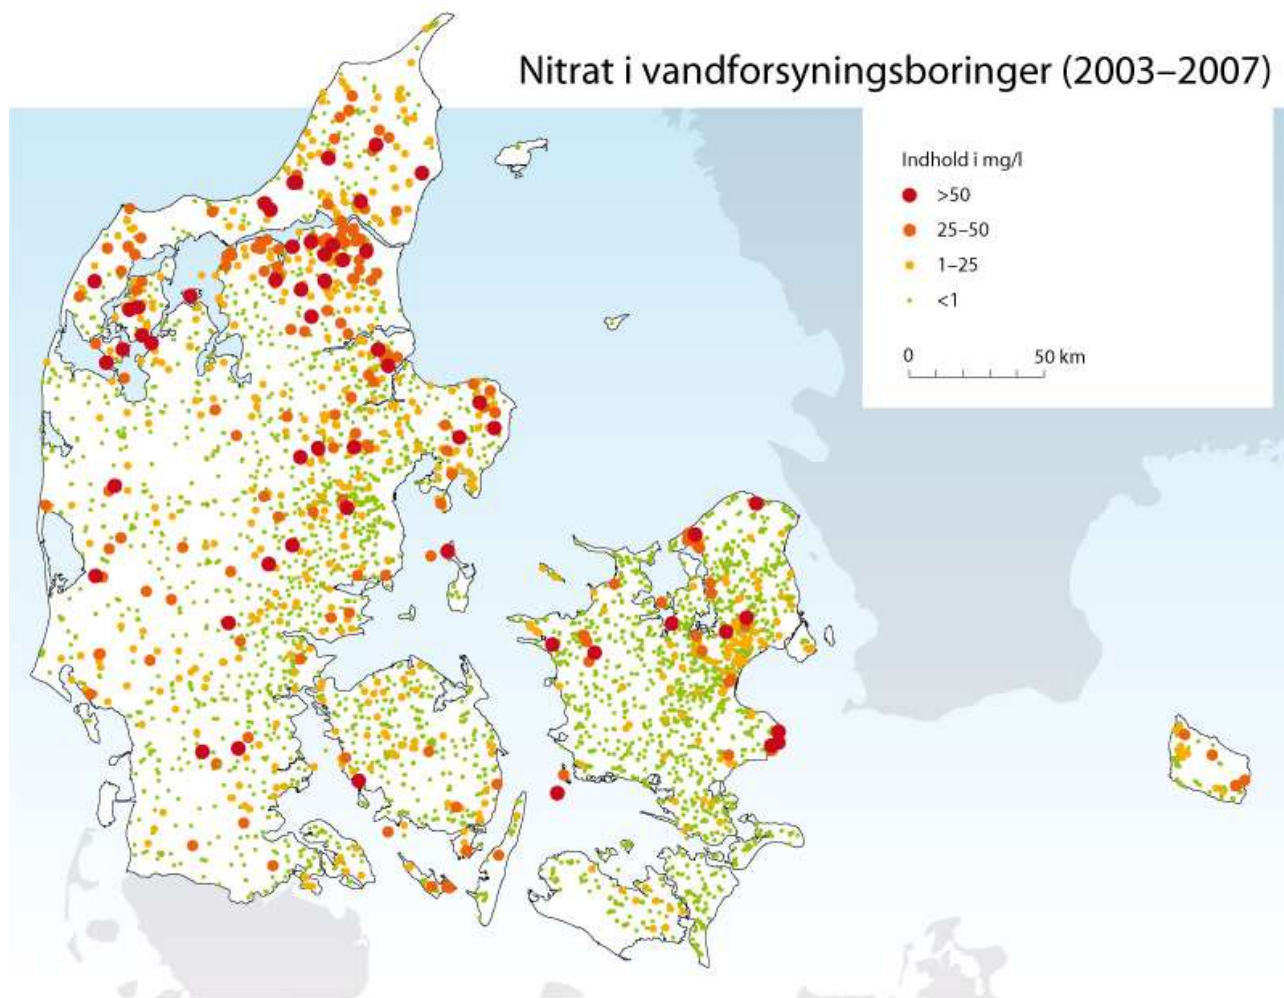 Nitrat i vandforsyningsboringer (2003–2007)
Indhold i mg/l
>50
25–50
1–25
<1
0 50 km